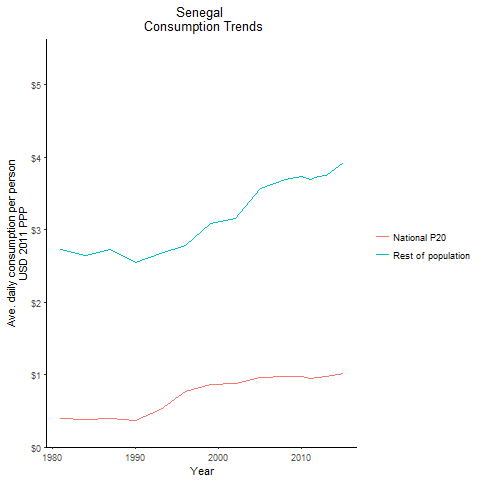 Senegal
Consumption Trends
Ave. daily consumption per person
USD 2011 PPP
$5
$4
$3
$2
$1
$0
1980
1990
2000
2010
Year
National P20
Rest of population